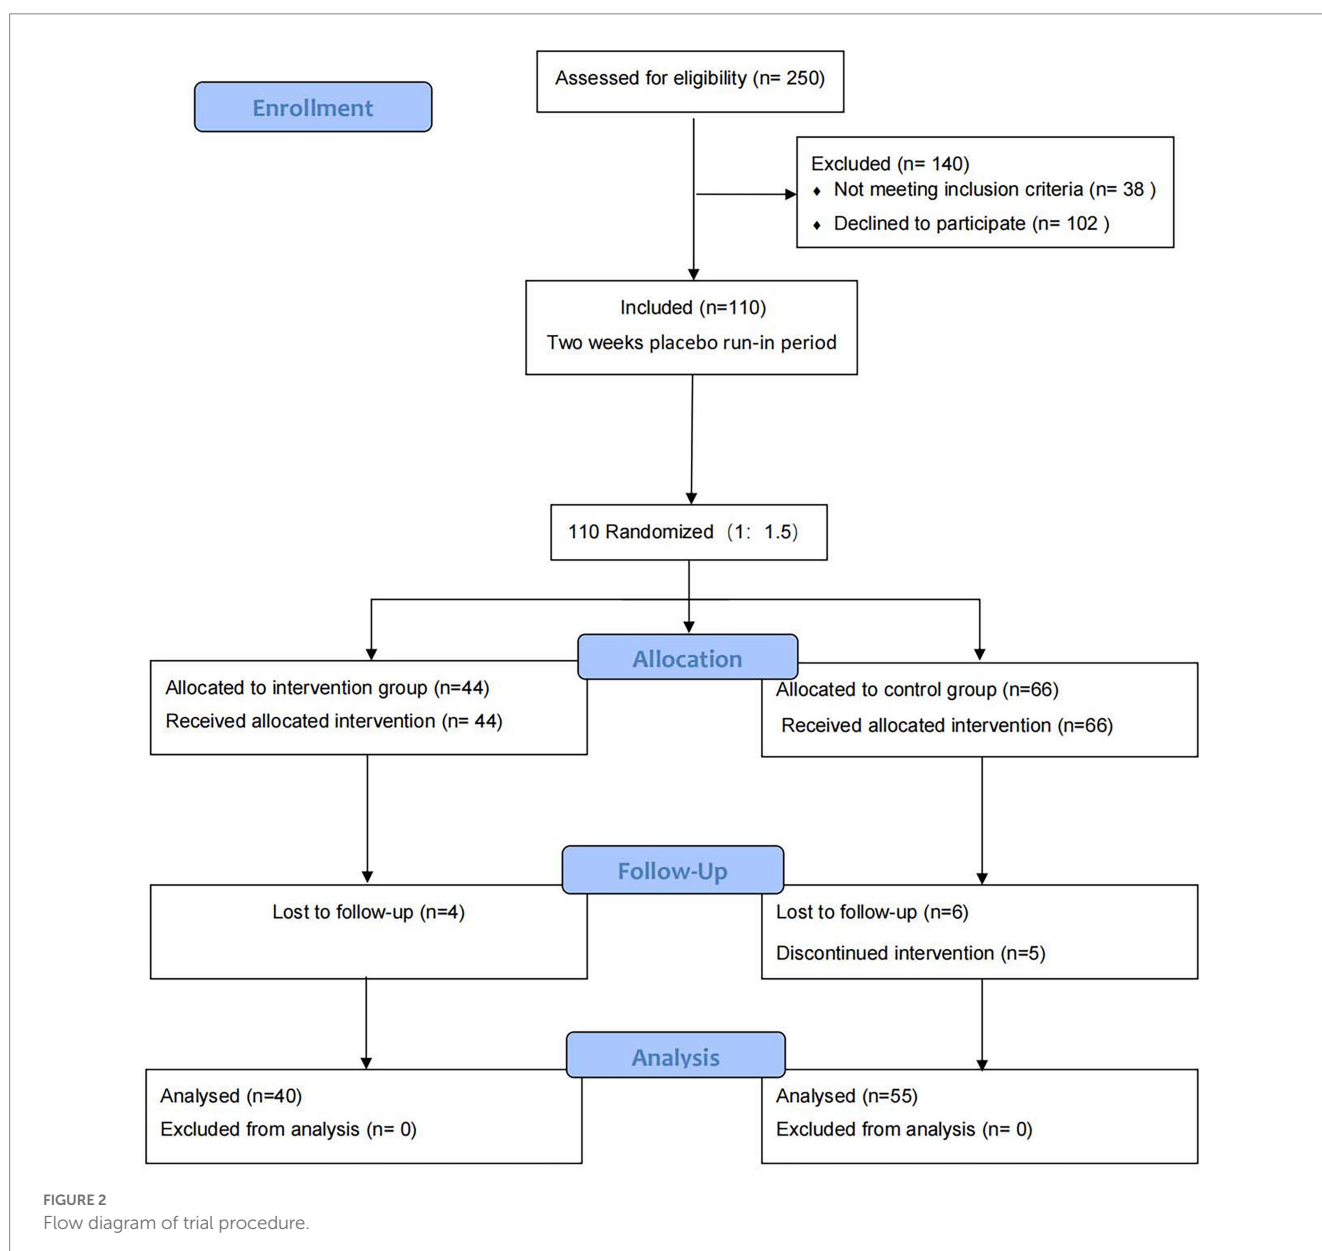 Assessed for eligibility (n= 250)
Enrollment
Excluded (n= 140)
♦ Not meeting inclusion criteria (n= 38 )
♦ Declined to participate (n= 102 )
Included (n=110)
Two weeks placebo run-in period
110 Randomized（1：1.5）
Allocation
Allocated to intervention group (n=44)
Received allocated intervention (n= 44)
Allocated to control group (n=66)
Received allocated intervention (n=66)
Follow-Up
Lost to follow-up (n=4)
Lost to follow-up (n=6)
Discontinued intervention (n=5)
Analysis
Analysed (n=40)
Excluded from analysis (n= 0)
Analysed (n=55)
Excluded from analysis (n= 0)
FIGURE 2
Flow diagram of trial procedure.